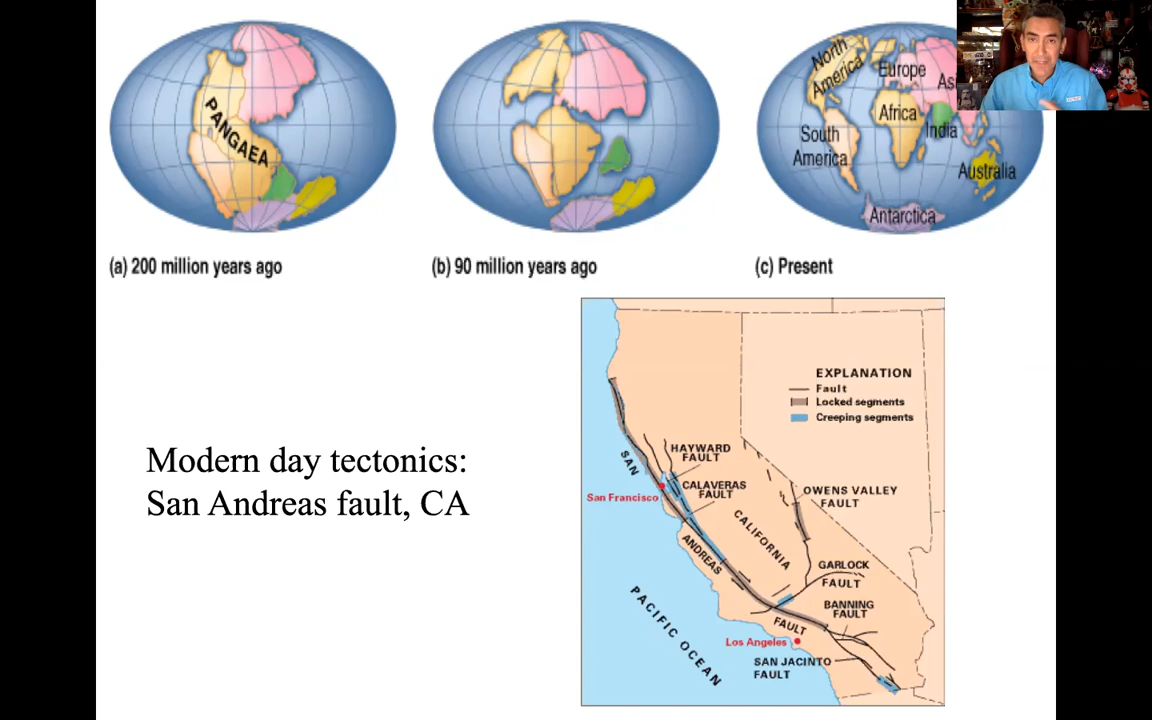 PANGAEA
North
America
Europe
Africa
India
South
America
Australia
Antarctica
(a) 200 million years ago
(b) 90 million years ago
(c) Present
Modern day tectonics:
San Andreas fault, CA
EXPLANATION
Fault
Locked segments
Creeping segments
HAYWARD
FAULT
SAN
San Francisco
CALAVERAS
FAULT
OWENS VALLEY
FAULT
CALIFORNIA
ANDREAS
GARLOCK
FAULT
BANNING
FAULT
PACIFIC OCEAN
FAULT
Los Angeles
SAN JACINTO
FAULT